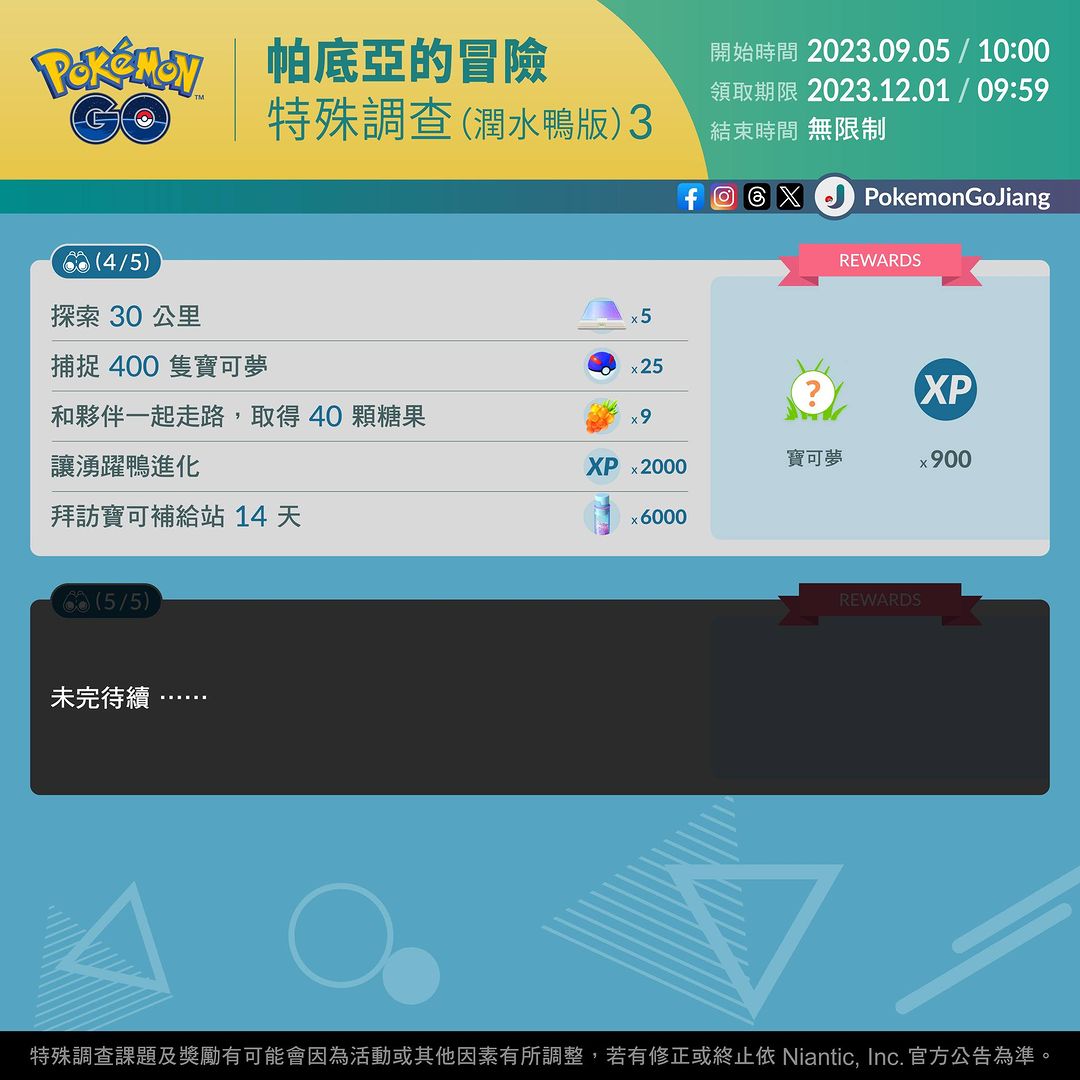 POKéMON GO TM
帕底亞的冒險
特殊調查(潤水鴨版)3
開始時間 2023.09.05 / 10:00
領取期限 2023.12.01 / 09:59
結束時間 無限制
PokemonGoJiang
(4/5)
REWARDS
探索 30 公里 x5
捕捉 400 隻寶可夢 x25
和夥伴一起走路，取得 40 顆糖果 x9
讓湧躍鴨進化 XP x2000
拜訪寶可補給站 14 天 x6000
? XP
寶可夢 x900
(5/5)
REWARDS
未完待續 ⋯⋯
特殊調查課題及獎勵有可能會因為活動或其他因素有所調整，若有修正或終止依 Niantic, Inc. 官方公告為準。